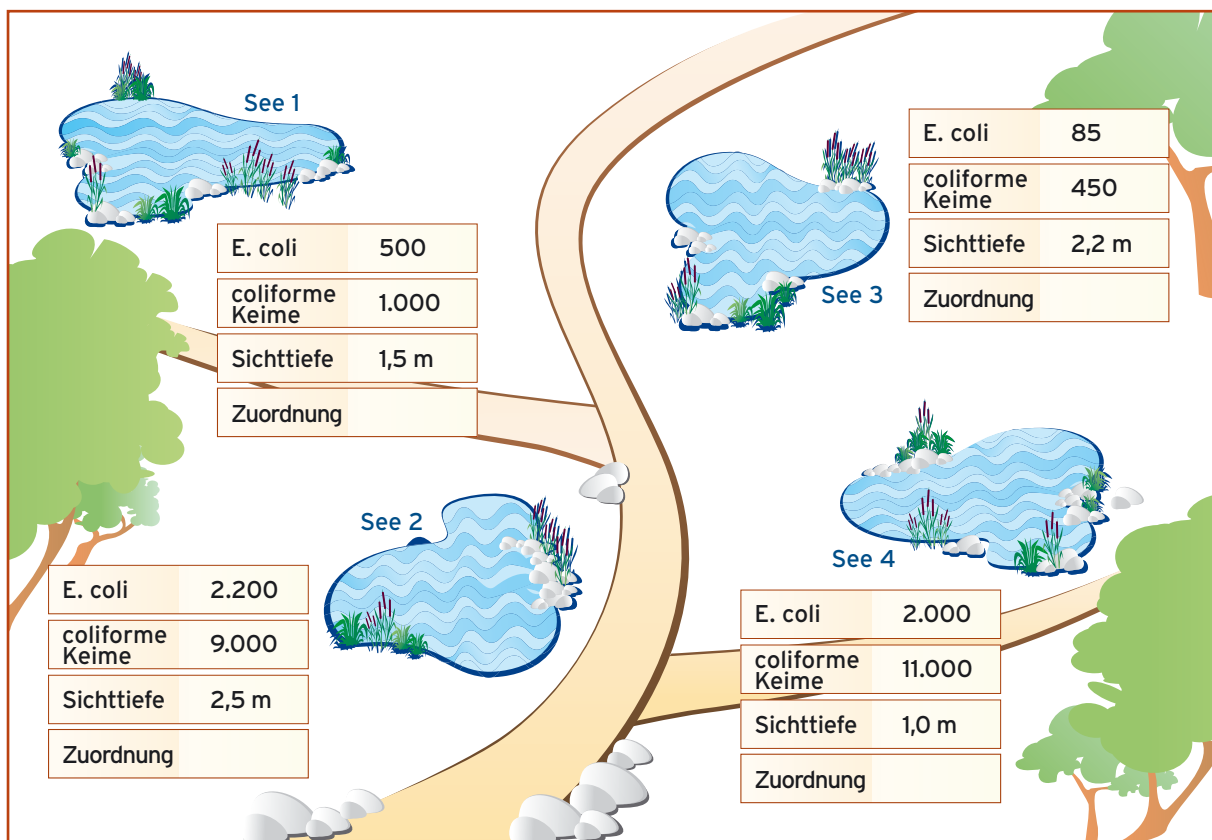 See 1
E. coli 500
coliforme
Keime 1.000
Sichttiefe 1,5 m
Zuordnung
See 3
E. coli 85
coliforme
Keime 450
Sichttiefe 2,2 m
Zuordnung
See 2
E. coli 2.200
coliforme
Keime 9.000
Sichttiefe 2,5 m
Zuordnung
See 4
E. coli 2.000
coliforme
Keime 11.000
Sichttiefe 1,0 m
Zuordnung